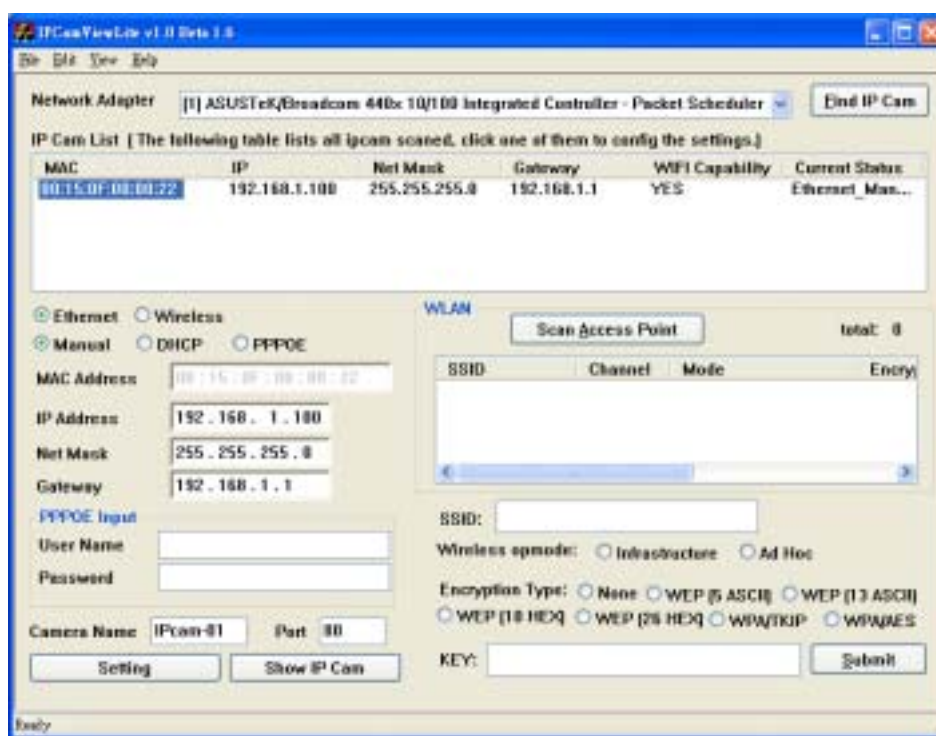 IPCamViewLite v1.0 Beta 1.6
File Edit View Help
Network Adapter [1] ASUSTeK/Broadcom 440x 10/100 Integrated Controller - Packet Scheduler Find IP Cam
IP Cam List [The following table lists all ipcam scaned, click one of them to config the settings.]
MAC IP Net Mask Gateway WIFI Capability Current Status
00:15:0F:00:00:22 192.168.1.100 255.255.255.0 192.168.1.1 YES Ethernet_Man...
Ethernet Wireless
Manual DHCP PPPOE
MAC Address 00 : 15 : 0F : 00 : 00 : 22
IP Address 192 . 168 . 1 . 100
Net Mask 255 . 255 . 255 . 0
Gateway 192 . 168 . 1 . 1
PPPOE Input
User Name
Password
Camera Name IPcam-01 Port 80
Setting Show IP Cam
WLAN
Scan Access Point total: 0
SSID Channel Mode Encry
SSID:
Wireless opmode: Infrastructure Ad Hoc
Encryption Type: None WEP (5 ASCII) WEP (13 ASCII)
WEP (10 HEX) WEP (26 HEX) WPA/TKIP WPA/AES
KEY: Submit
Ready